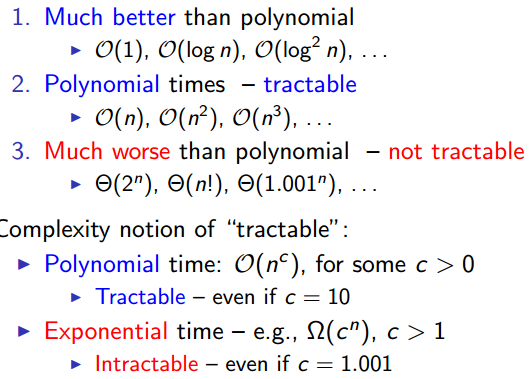 1. Much better than polynomial
▶ O(1), O(log n), O(log² n), ...
2. Polynomial times – tractable
▶ O(n), O(n²), O(n³), ...
3. Much worse than polynomial – not tractable
▶ Θ(2ⁿ), Θ(n!), Θ(1.001ⁿ), ...
Complexity notion of “tractable”:
▶ Polynomial time: O(nᶜ), for some c > 0
▶ Tractable – even if c = 10
▶ Exponential time – e.g., Ω(cⁿ), c > 1
▶ Intractable – even if c = 1.001